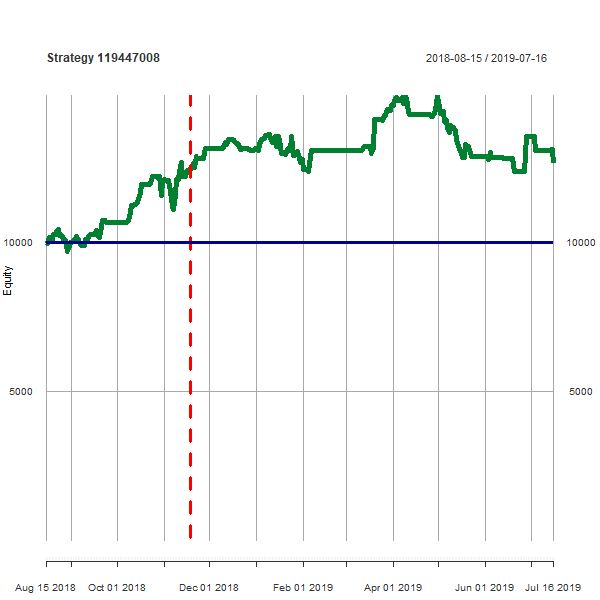 Strategy 119447008
2018-08-15 / 2019-07-16
10000
10000
Equity
5000
5000
Aug 15 2018
Oct 01 2018
Dec 01 2018
Feb 01 2019
Apr 01 2019
Jun 01 2019
Jul 16 2019